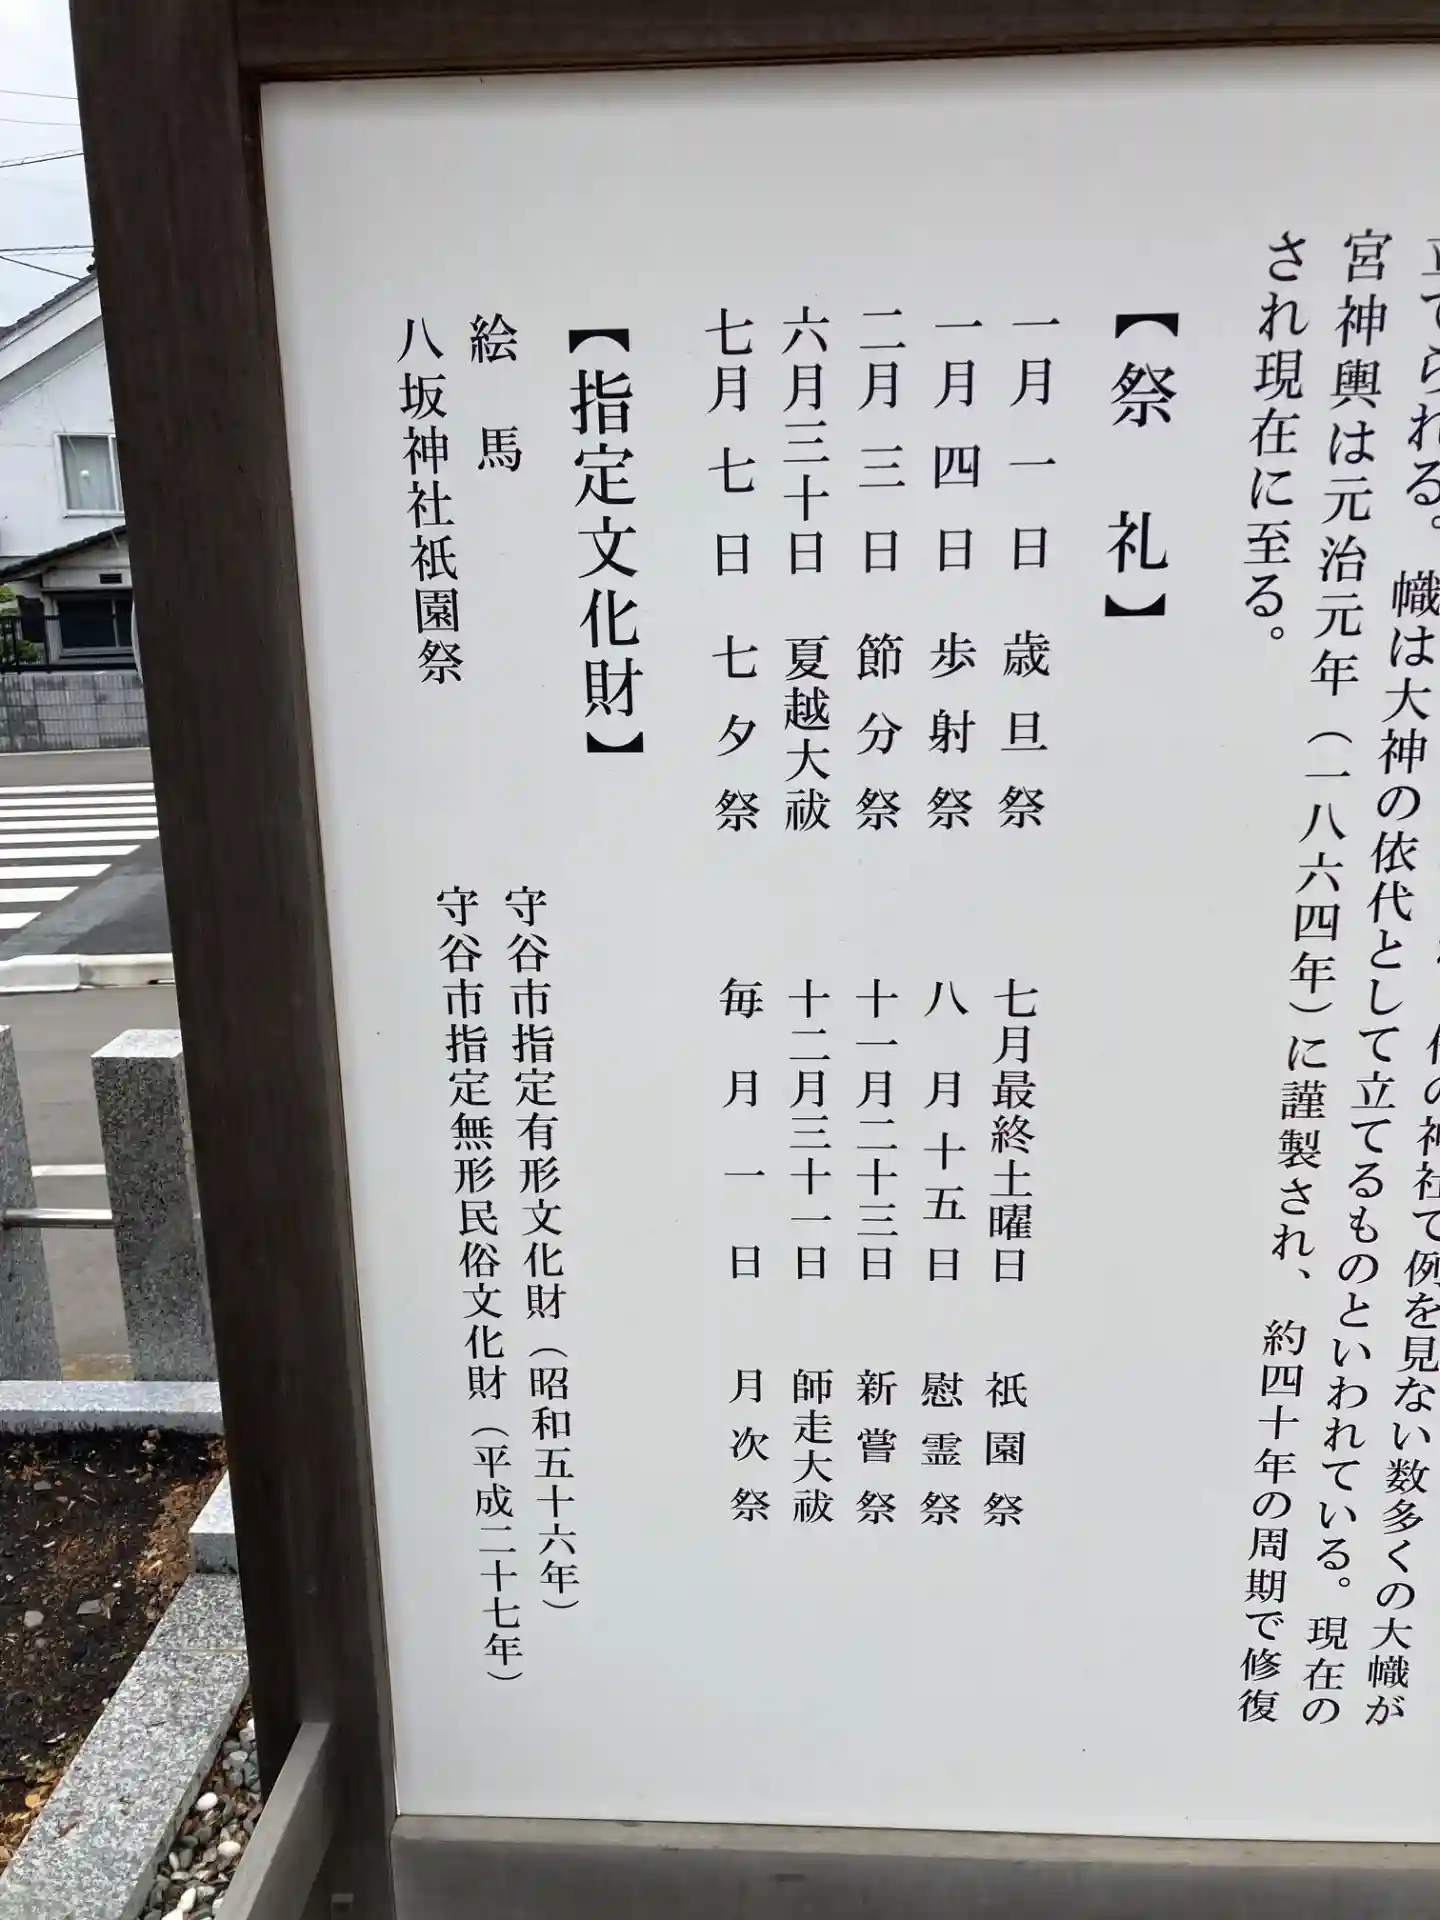 立てられる。幟は大神の依代として立てるものといわれている。現在の
宮神輿は元治元年(一八六四年)に謹製され、約四十年の周期で修復
され現在に至る。
【祭 礼】
一月一日 歳旦祭
一月四日 歩射祭
二月三日 節分祭
六月三十日 夏越大祓
七月七日 七夕祭
七月最終土曜日 祇園祭
八月十五日 慰霊祭
十一月二十三日 新嘗祭
十二月三十一日 師走大祓
毎月一日 月次祭
【指定文化財】
絵 馬 守谷市指定有形文化財(昭和五十六年)
八坂神社祇園祭 守谷市指定無形民俗文化財(平成二十七年)